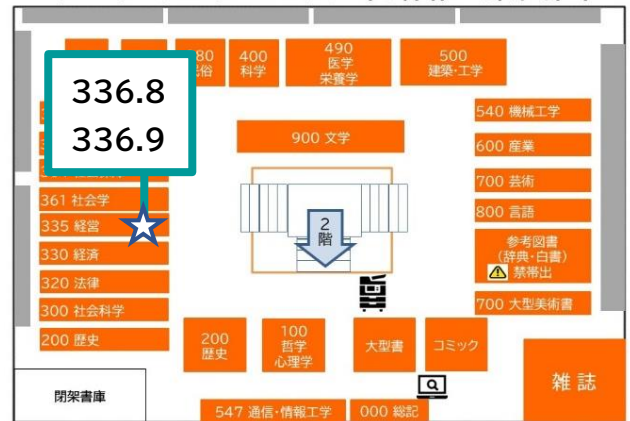 336.8
336.9
400
科学
490
医学
栄養学
500
建築・工学
900 文学
361 社会学
335 経営
330 経済
320 法律
300 社会科学
200 歴史
540 機械工学
600 産業
700 芸術
800 言語
参考図書
(辞典・白書)
禁帯出
700 大型美術書
2
階
200
歴史
100
哲学
心理学
大型書
コミック
閉架書庫
547 通信・情報工学
000 総記
雑誌